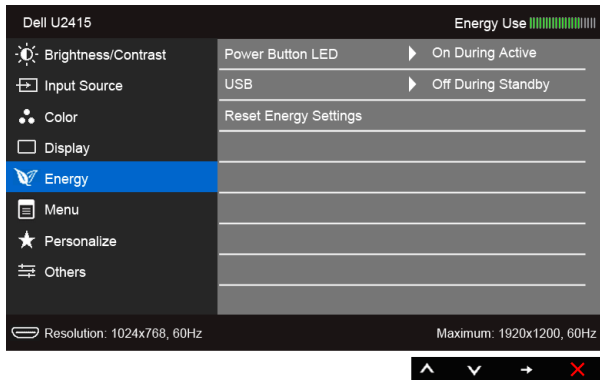 Dell U2415 Energy Use
Brightness/Contrast Power Button LED On During Active
Input Source USB Off During Standby
Color Reset Energy Settings
Display
Energy
Menu
Personalize
Others
Resolution: 1024x768, 60Hz Maximum: 1920x1200, 60Hz